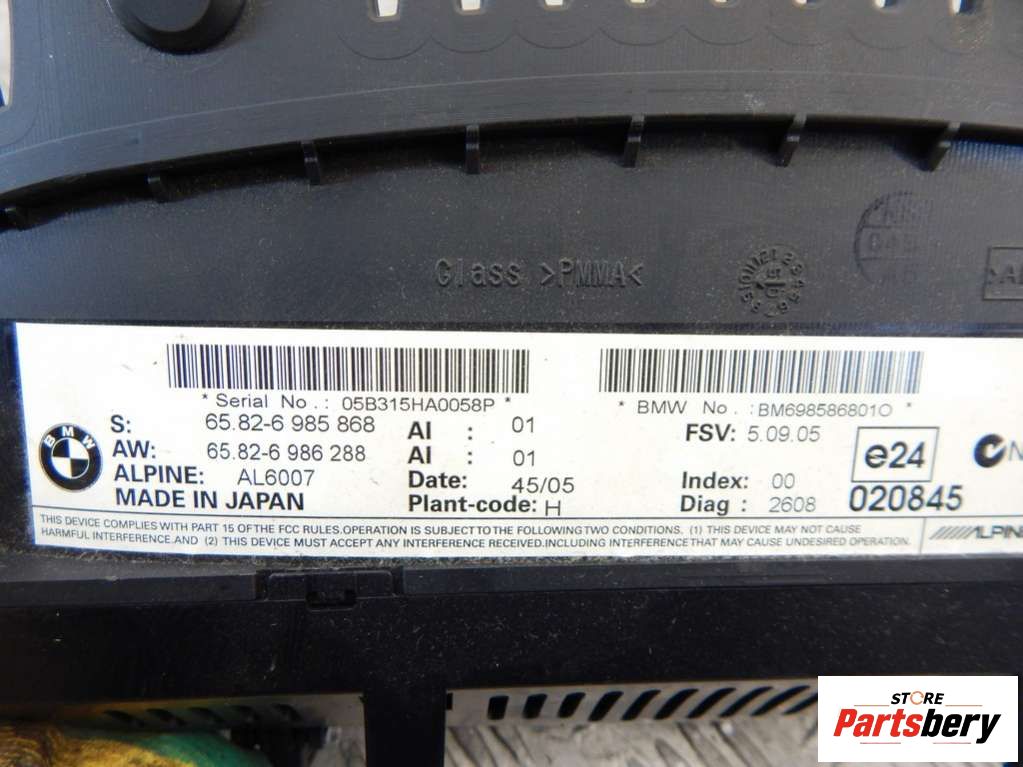 Class >PMMA<
* Serial No.: 05B315HA0058P *
* BMW No.: BM698586801O *
S: 65.82-6 985 868 AI : 01 FSV: 5.09.05
AW: 65.82-6 986 288 AI : 01
e24
BMW
ALPINE: AL6007 Date: 45/05 Index: 00
MADE IN JAPAN Plant-code: H Diag : 2608 020845
THIS DEVICE COMPLIES WITH PART 15 OF THE FCC RULES.OPERATION IS SUBJECT TO THE FOLLOWING TWO CONDITIONS. (1) THIS DEVICE MAY NOT CAUSE
HARMFUL INTERFERENCE.AND (2) THIS DEVICE MUST ACCEPT ANY INTERFERENCE RECEIVED.INCLUDING INTERFERENCE THAT MAY CAUSE UNDESIRED OPERATION.
STORE
Partsbery